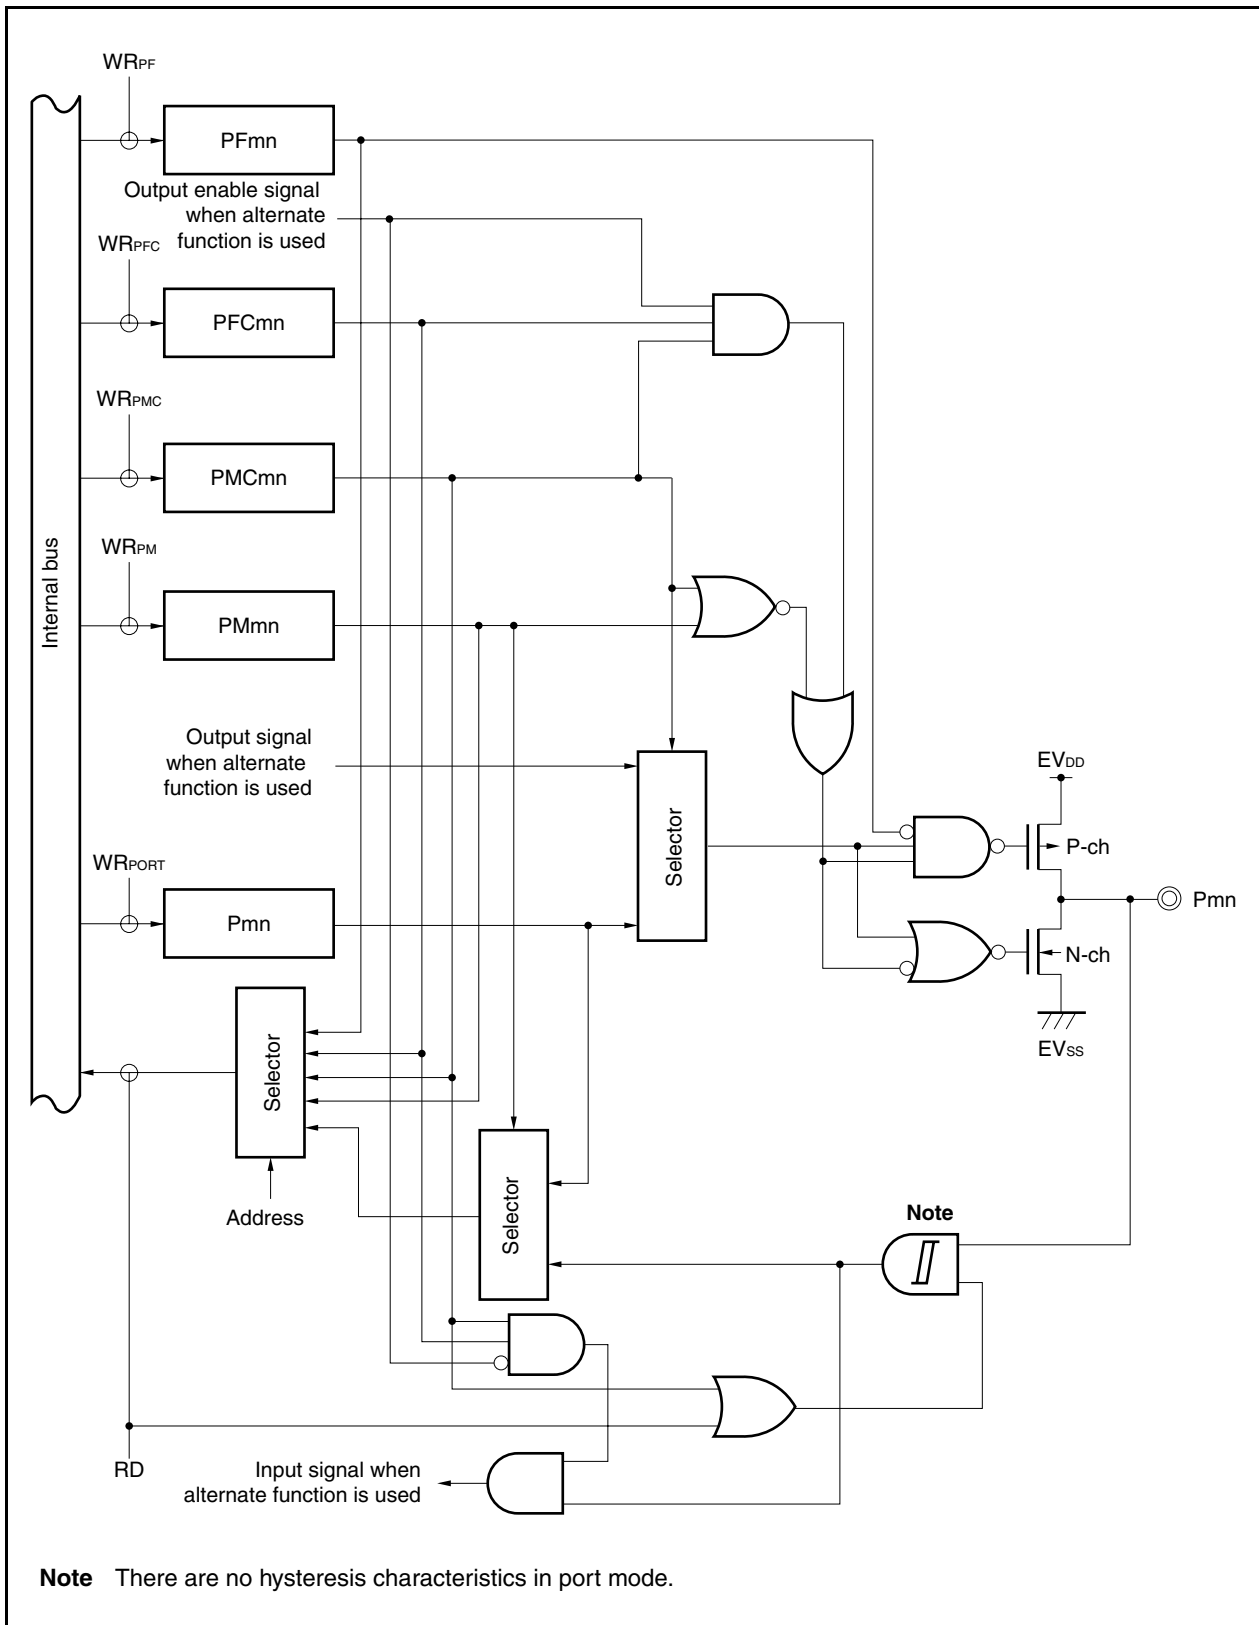 WRPF
PFmn
Output enable signal
when alternate
function is used
WRPFC
PFCmn
WRPMC
PMCmn
WRPM
PMmn
Internal bus
Output signal
when alternate
function is used
Selector
EVDD
P-ch
WRPORT
Pmn
Pmn
N-ch
EVSS
Selector
Address
Selector
Note
RD
Input signal when
alternate function is used
Note There are no hysteresis characteristics in port mode.